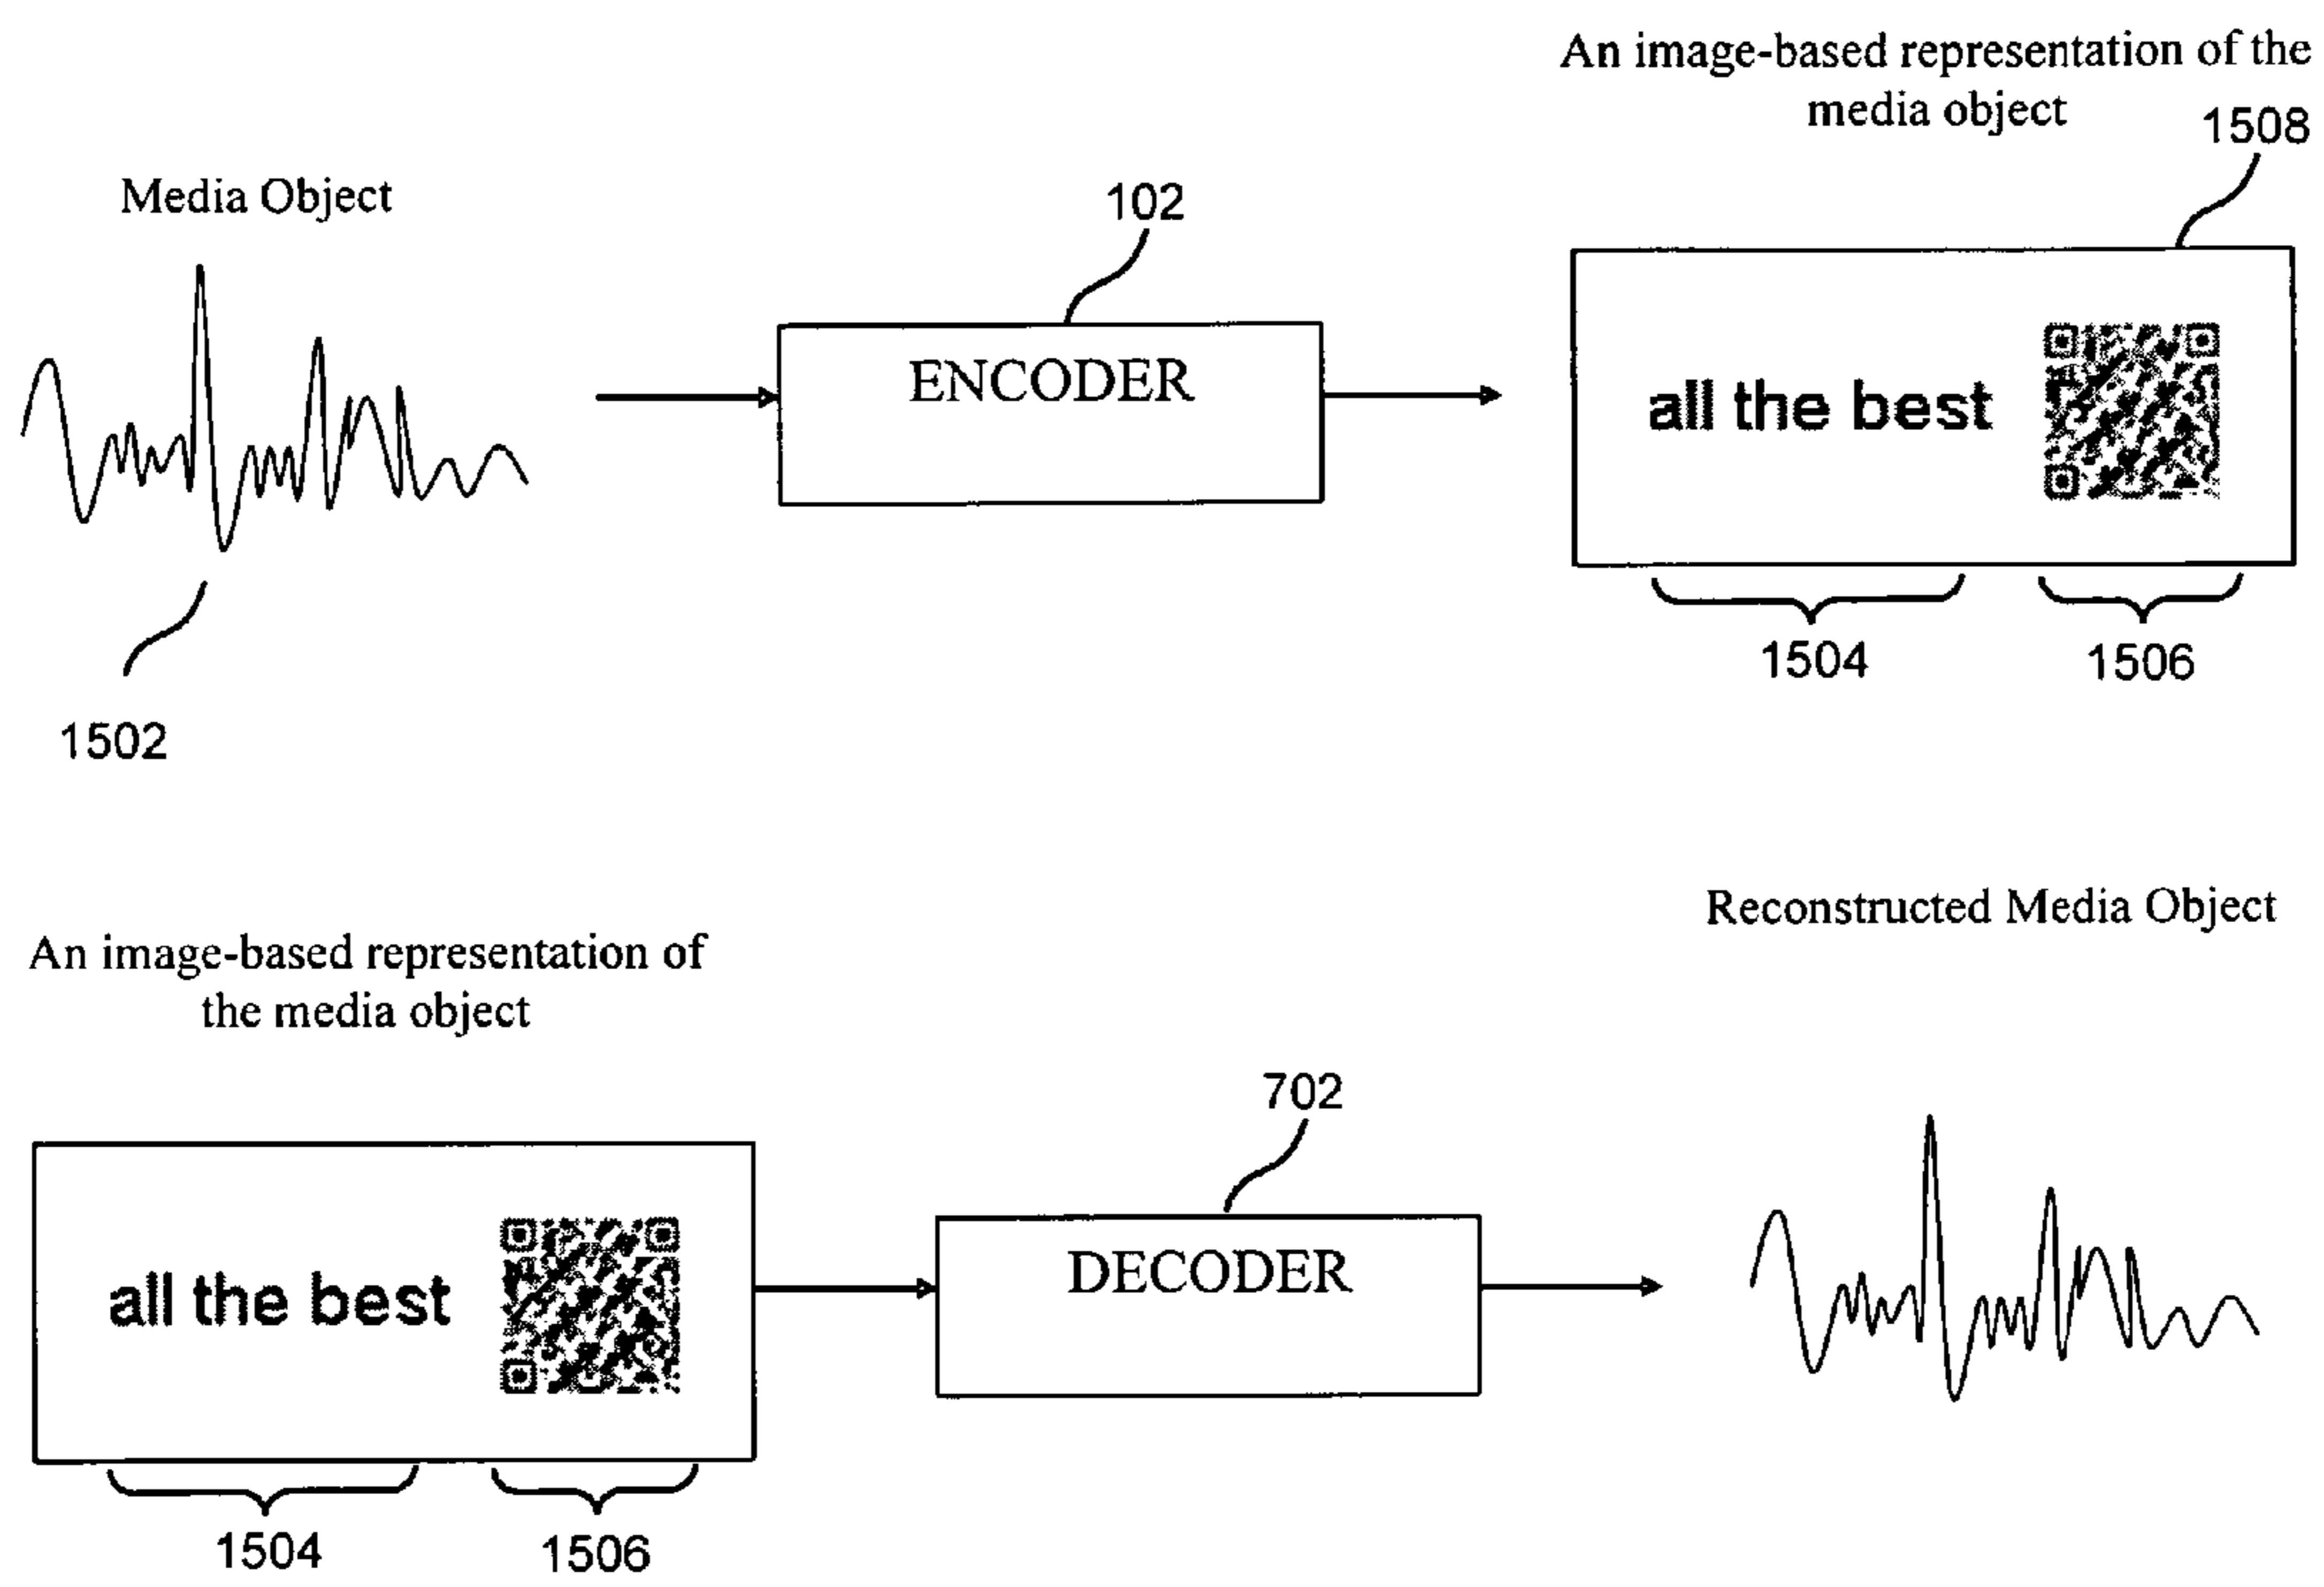 An image-based representation of the
media object
1508
Media Object
102
ENCODER
all the best
1504
1506
1502
Reconstructed Media Object
An image-based representation of
the media object
702
DECODER
all the best
1504
1506